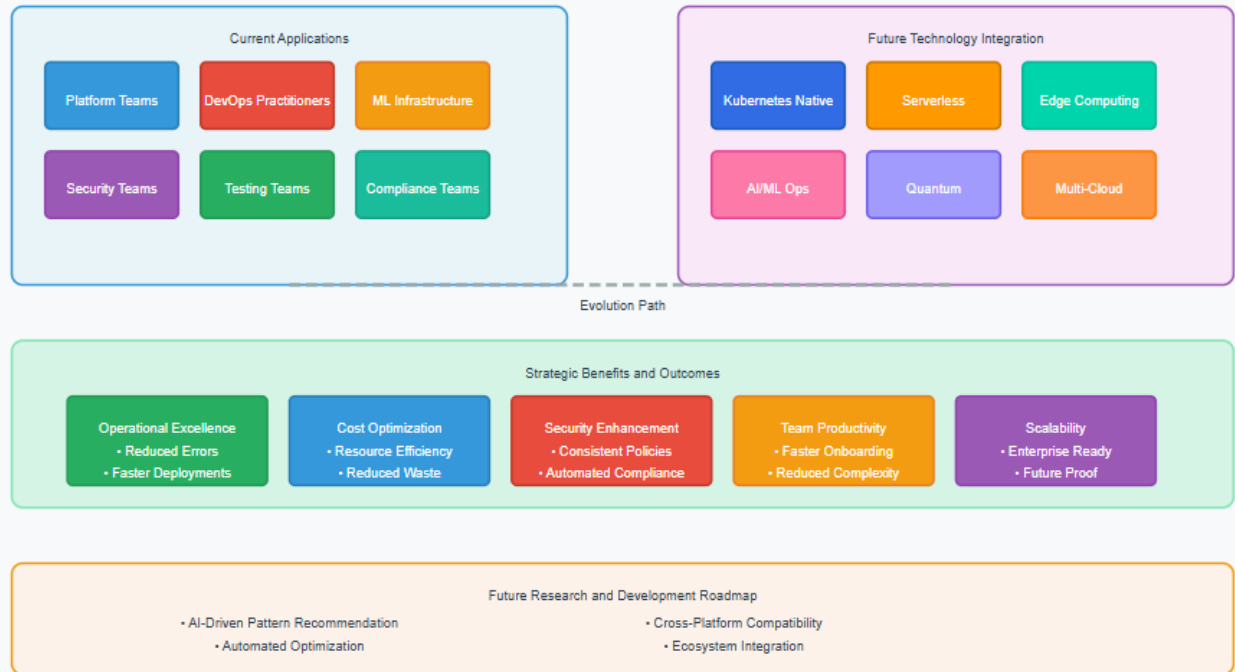 Current Applications
Platform Teams
DevOps Practitioners
ML Infrastructure
Security Teams
Testing Teams
Compliance Teams
Future Technology Integration
Kubernetes Native
Serverless
Edge Computing
AI/ML Ops
Quantum
Multi-Cloud
Evolution Path
Strategic Benefits and Outcomes
Operational Excellence
• Reduced Errors
• Faster Deployments
Cost Optimization
• Resource Efficiency
• Reduced Waste
Security Enhancement
• Consistent Policies
• Automated Compliance
Team Productivity
• Faster Onboarding
• Reduced Complexity
Scalability
• Enterprise Ready
• Future Proof
Future Research and Development Roadmap
• AI-Driven Pattern Recommendation
• Automated Optimization
• Cross-Platform Compatibility
• Ecosystem Integration